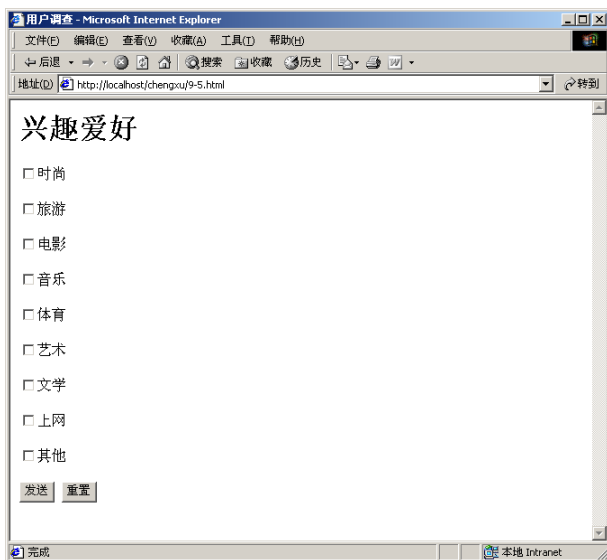 用户调查 - Microsoft Internet Explorer
文件(F) 编辑(E) 查看(V) 收藏(A) 工具(T) 帮助(H)
后退 搜索 收藏 历史
地址(D) http://localhost/chengxu/9-5.html 转到
兴趣爱好
时尚
旅游
电影
音乐
体育
艺术
文学
上网
其他
发送 重置
完成 本地 Intranet